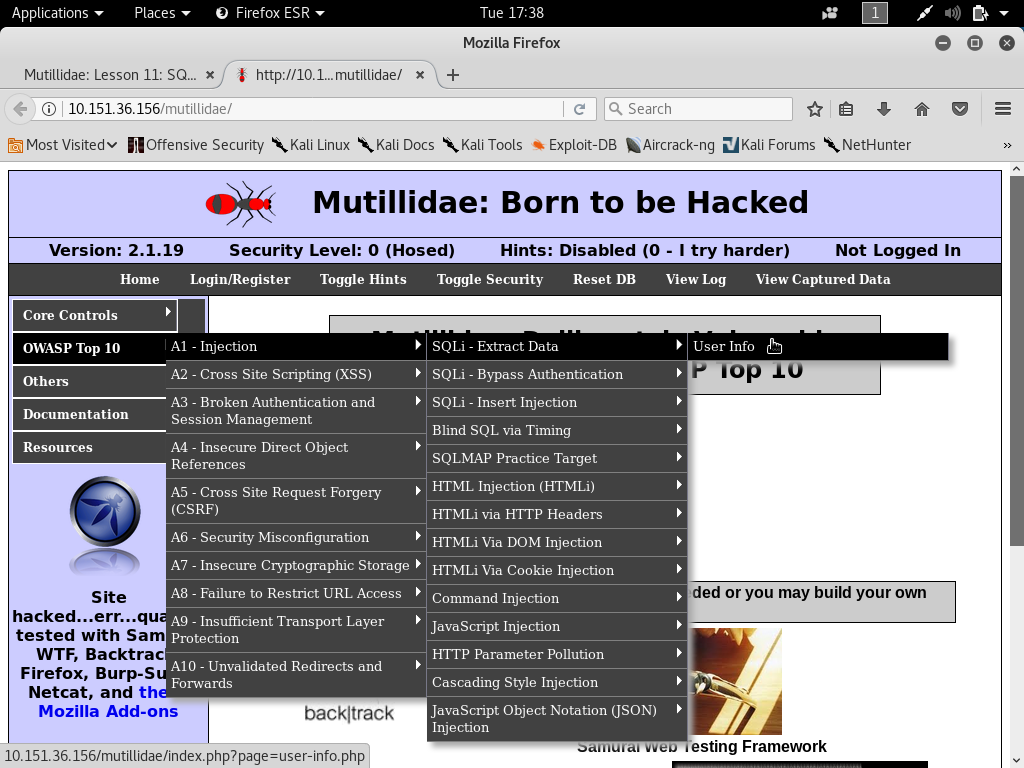 Applications Places Firefox ESR Tue 17:38 1
Mozilla Firefox
Mutillidae: Lesson 11: SQ... http://10.1...mutillidae/
10.151.36.156/mutillidae/ Search
Most Visited Offensive Security Kali Linux Kali Docs Kali Tools Exploit-DB Aircrack-ng Kali Forums NetHunter »
Mutillidae: Born to be Hacked
Version: 2.1.19 Security Level: 0 (Hosed) Hints: Disabled (0 - I try harder) Not Logged In
Home Login/Register Toggle Hints Toggle Security Reset DB View Log View Captured Data
Core Controls
OWASP Top 10
Others
Documentation
Resources
A1 - Injection
A2 - Cross Site Scripting (XSS)
A3 - Broken Authentication and
Session Management
A4 - Insecure Direct Object
References
A5 - Cross Site Request Forgery
(CSRF)
A6 - Security Misconfiguration
A7 - Insecure Cryptographic Storage
A8 - Failure to Restrict URL Access
A9 - Insufficient Transport Layer
Protection
A10 - Unvalidated Redirects and
Forwards
SQLi - Extract Data
SQLi - Bypass Authentication
SQLi - Insert Injection
Blind SQL via Timing
SQLMAP Practice Target
HTML Injection (HTMLi)
HTMLi via HTTP Headers
HTMLi Via DOM Injection
HTMLi Via Cookie Injection
Command Injection
JavaScript Injection
HTTP Parameter Pollution
Cascading Style Injection
JavaScript Object Notation (JSON)
Injection
User Info
P Top 10
Site
hacked...err...qua
tested with Sam
WTF, Backtrac
Firefox, Burp-Su
Netcat, and the
Mozilla Add-ons
ded or you may build your own
back|track
Samurai Web Testing Framework
10.151.36.156/mutillidae/index.php?page=user-info.php